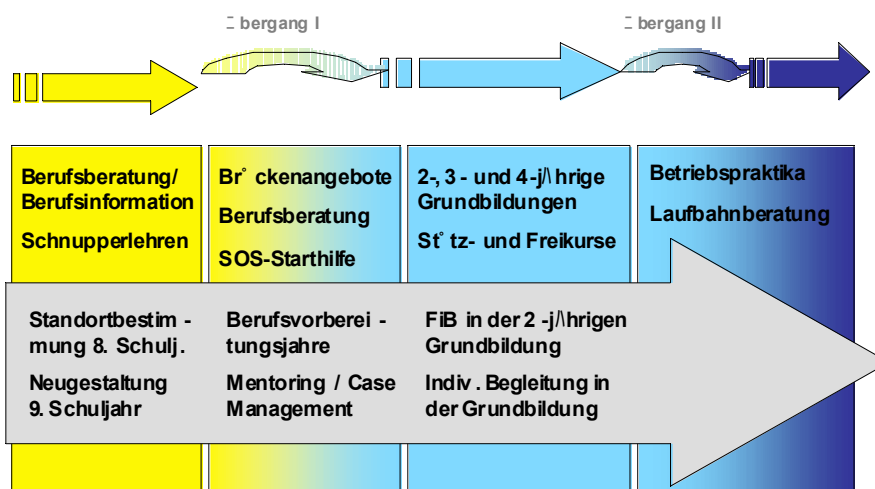 Ξ bergang I
Ξ bergang II
Berufsberatung/
Berufsinformation
Schnupperlehren
Br° ckenangebote
Berufsberatung
SOS-Starthilfe
2-, 3 - und 4-j/\ hrige
Grundbildungen
St° tz- und Freikurse
Betriebspraktika
Laufbahnberatung
Standortbestim -
mung 8. Schulj.
Neugestaltung
9. Schuljahr
Berufsvorberei -
tungsjahre
Mentoring / Case
Management
FiB in der 2 -j/\hrigen
Grundbildung
Indiv . Begleitung in
der Grundbildung